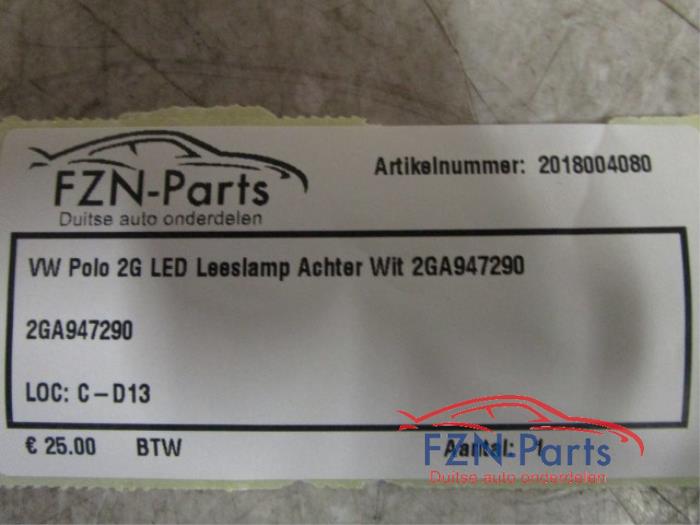 FZN-Parts
Duitse auto onderdelen
Artikelnummer: 2018004080
VW Polo 2G LED Leeslamp Achter Wit 2GA947290
2GA947290
LOC: C-D13
€ 25.00 BTW Aantal: 1
FZN-Parts
Duitse auto onderdelen